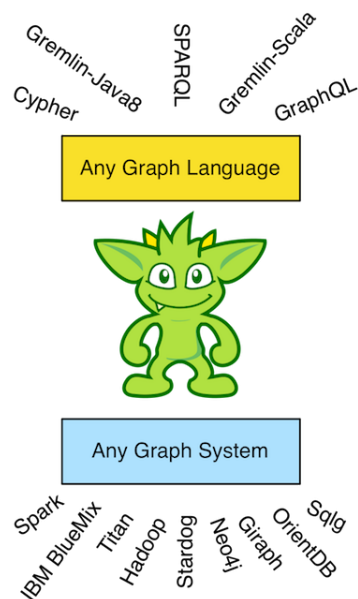 Cypher
Gremlin-Java8
SPARQL
Gremlin-Scala
GraphQL
Any Graph Language
Any Graph System
Spark
IBM BlueMix
Titan
Hadoop
Stardog
Neo4j
Giraph
OrientDB
Sqlg